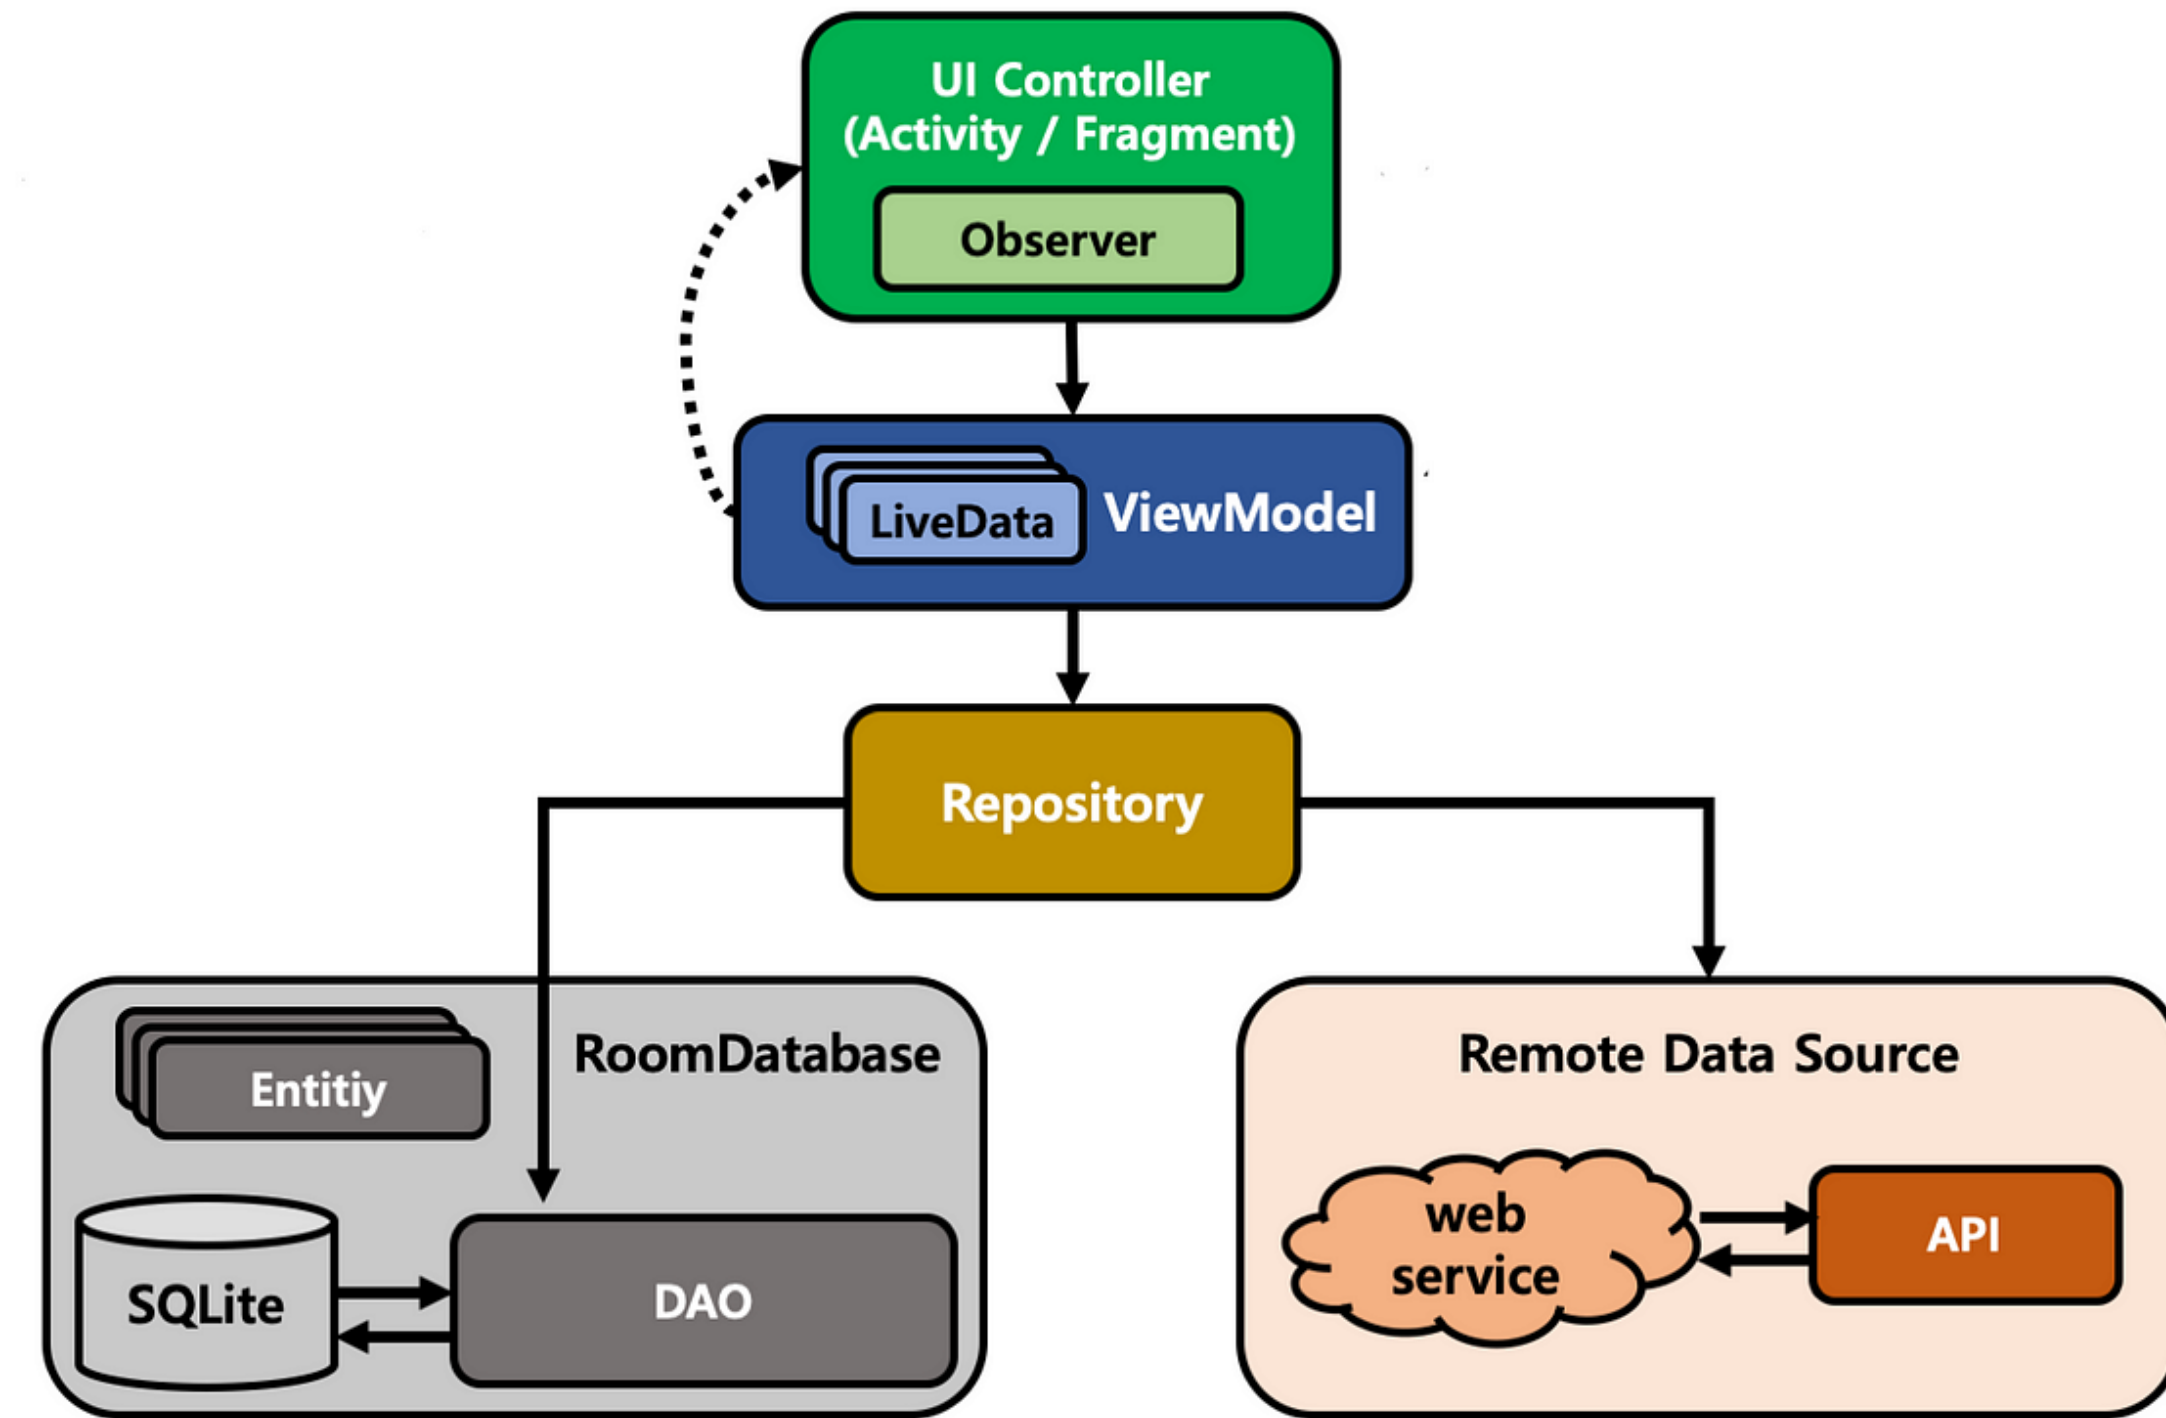 UI Controller
(Activity / Fragment)
Observer
LiveData
ViewModel
Repository
Entitiy
RoomDatabase
SQLite
DAO
Remote Data Source
web
service
API